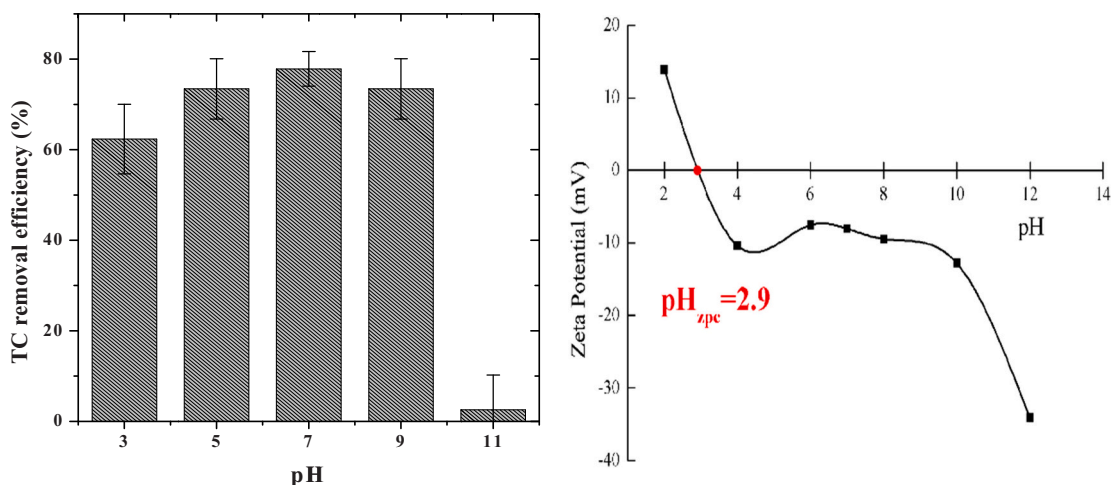 TC removal efficiency (%)
80
60
40
20
0
3 5 7 9 11
pH
Zeta Potential (mV)
20
10
0
-10
-20
-30
-40
2 4 6 8 10 12 14
pH
pHzpc=2.9